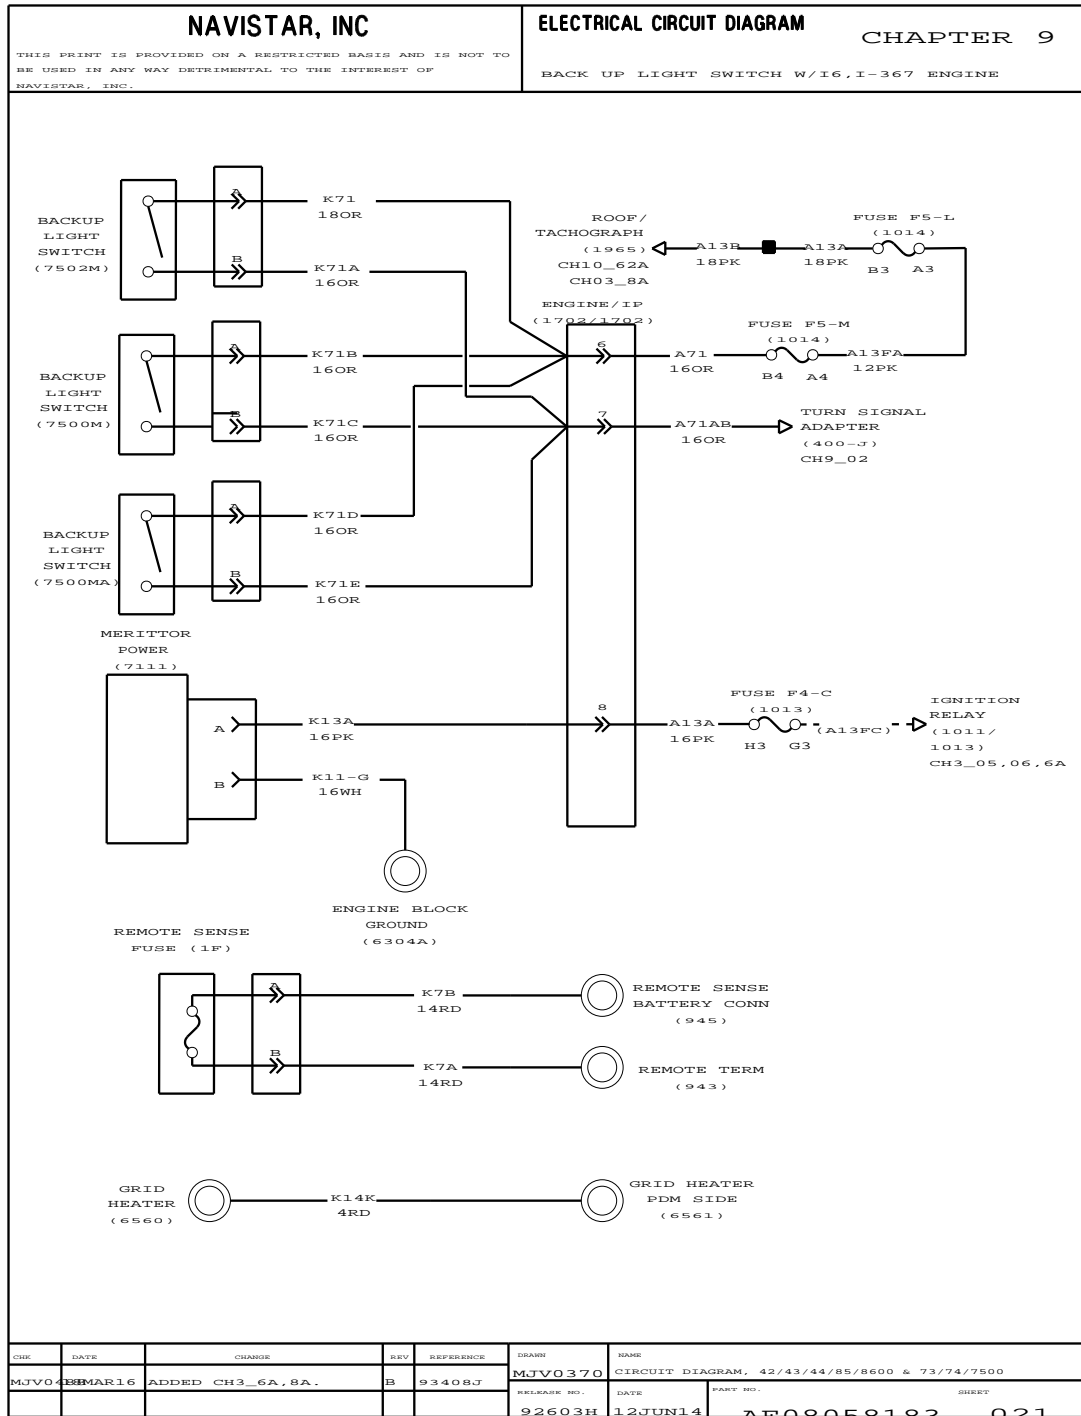 NAVISTAR, INC
THIS PRINT IS PROVIDED ON A RESTRICTED BASIS AND IS NOT TO
BE USED IN ANY WAY DETRIMENTAL TO THE INTEREST OF
NAVISTAR, INC.
ELECTRICAL CIRCUIT DIAGRAM
CHAPTER 9
BACK UP LIGHT SWITCH W/I6,I-367 ENGINE
BACKUP
LIGHT
SWITCH
(7502M)
A
B
K71
18OR
K71A
16OR
ROOF/
TACHOGRAPH
(1965)
CH10_62A
CH03_8A
A13B
18PK
A13A
18PK
FUSE F5-L
(1014)
B3
A3
ENGINE/IP
(1702/1702)
BACKUP
LIGHT
SWITCH
(7500M)
A
B
K71B
16OR
K71C
16OR
6
A71
16OR
FUSE F5-M
(1014)
B4
A4
A13FA
12PK
7
A71AB
16OR
TURN SIGNAL
ADAPTER
(400-J)
CH9_02
BACKUP
LIGHT
SWITCH
(7500MA)
A
B
K71D
16OR
K71E
16OR
MERITTOR
POWER
(7111)
A
B
K13A
16PK
K11-G
16WH
8
A13A
16PK
FUSE F4-C
(1013)
H3
G3
(A13FC)
IGNITION
RELAY
(1011/
1013)
CH3_05,06,6A
ENGINE BLOCK
GROUND
(6304A)
REMOTE SENSE
FUSE (1F)
A
B
K7B
14RD
K7A
14RD
REMOTE SENSE
BATTERY CONN
(945)
REMOTE TERM
(943)
GRID
HEATER
(6560)
K14K
4RD
GRID HEATER
PDM SIDE
(6561)
CHK
DATE
CHANGE
REV
REFERENCE
DRAWN
NAME
MJV0370
CIRCUIT DIAGRAM, 42/43/44/85/8600 & 73/74/7500
ADDED CH3_6A,8A.
B
93408J
RELEASE NO.
DATE
PART NO.
SHEET
92603H
12JUN14